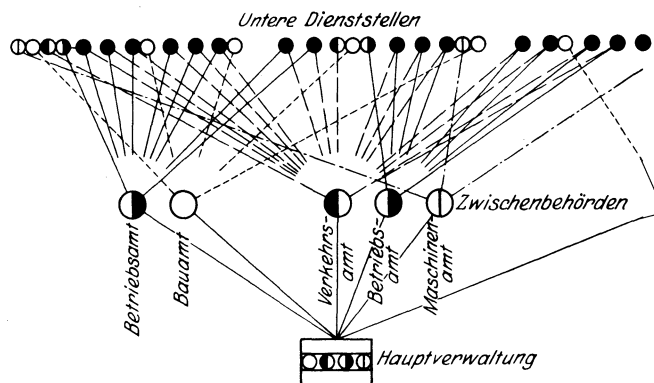 Untere Dienststellen
Zwischenbehörden
Betriebsamt
Bauamt
Verkehrs-
amt
Betriebs-
amt
Maschinen-
amt
Hauptverwaltung